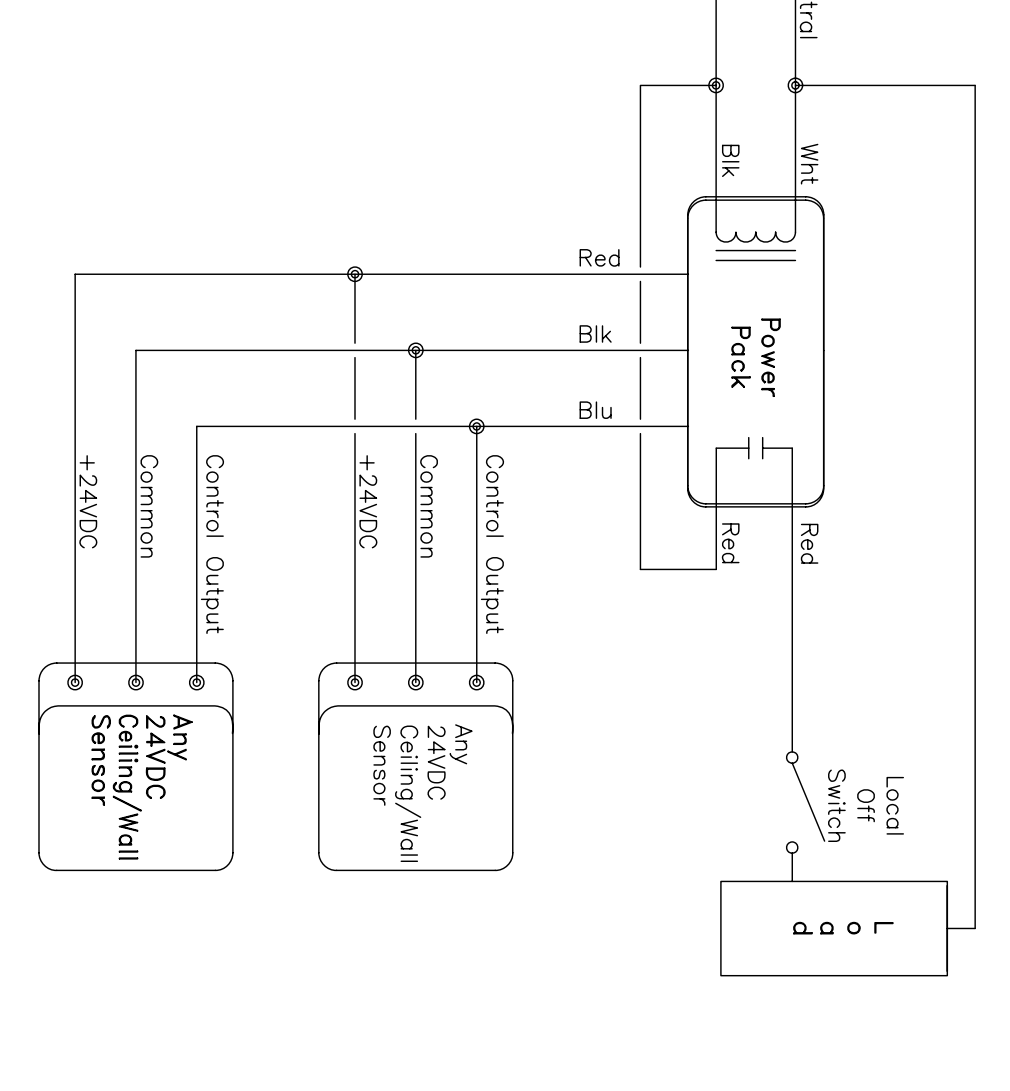 tral
Blk
Wht
Red
Blk
Blu
Power
Pack
Red
Red
+24VDC
Common
Control Output
+24VDC
Common
Control Output
Any
24VDC
Ceiling/Wall
Sensor
Any
24VDC
Ceiling/Wall
Sensor
Local
Off
Switch
L
o
a
d